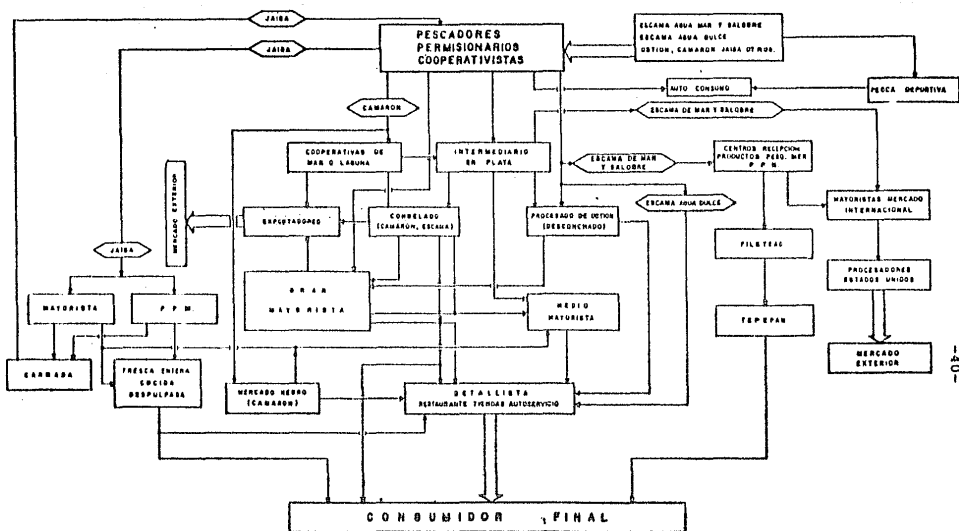 JAIBA
JAIBA
PESCADORES
PERMISIONARIOS
COOPERATIVISTAS
ESCAMA AGUA MAR Y SALOBRE
ESCAMA AGUA DULCE
OSTION, CAMARON JAIBA OTROS.
AUTO CONSUMO
PESCA DEPORTIVA
CAMARON
ESCAMA DE MAR Y SALOBRE
COOPERATIVAS DE
MAR O LAGUNA
INTERMEDIARIO
EN PLAYA
ESCAMA DE MAR
Y SALOBRE
CENTROS RECEPCION
PRODUCTOS PESQ. MER
P P M.
ESCAMA AGUA DULCE
MAYORISTAS MERCADO
INTERNACIONAL
MERCADO EXTERIOR
EXPORTADORES
CONGELADO
(CAMARON, ESCAMA)
PROCESADO DE OSTION
(DESCONCHADO)
JAIBA
FILETEAS
PROCESADORES
ESTADOS UNIDOS
GRAN
MAYORISTA
MAYORISTA
P P M.
MEDIO
MAYORISTA
TEPEPAN
MERCADO
EXTERIOR
CARNADA
FRESCA ENTERA
COCIDA
DESPULPADA
MERCADO NEGRO
(CAMARON)
DETALLISTA
RESTAURANTE TIENDAS AUTOSERVICIO
-40-
CONSUMIDOR FINAL